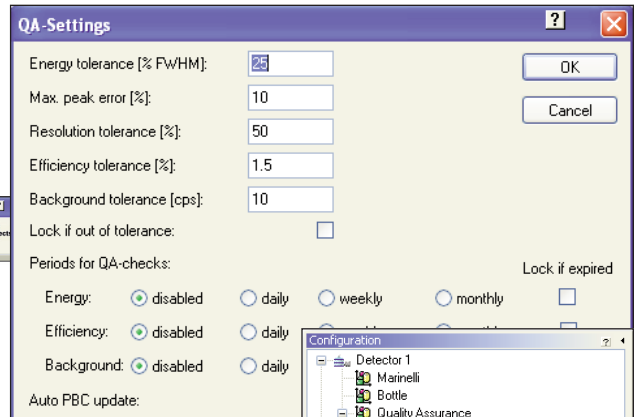 QA-Settings
Energy tolerance [% FWHM]: 25
OK
Max. peak error [%]: 10
Cancel
Resolution tolerance [%]: 50
Efficiency tolerance [%]: 1.5
Background tolerance [cps]: 10
Lock if out of tolerance:
Periods for QA-checks:
Lock if expired
Energy: disabled daily weekly monthly
Efficiency: disabled daily
Configuration
Background: disabled daily
Detector 1
Marinelli
Bottle
Auto PBC update:
Quality Assurance